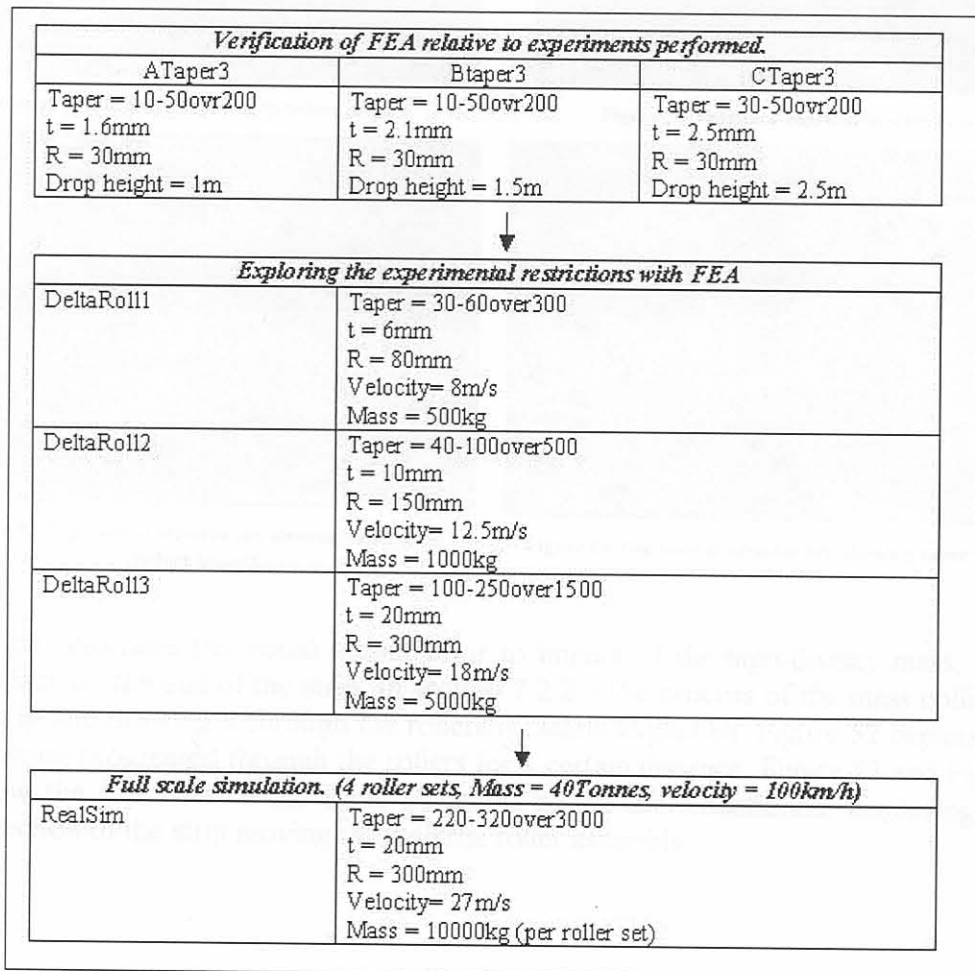 Verification of FEA relative to experiments performed.
ATaper3
Btaper3
CTaper3
Taper = 10-50ovr200
t = 1.6mm
R = 30mm
Drop height = 1m
Taper = 10-50ovr200
t = 2.1mm
R = 30mm
Drop height = 1.5m
Taper = 30-50ovr200
t = 2.5mm
R = 30mm
Drop height = 2.5m
Exploring the experimental restrictions with FEA
DeltaRoll1
Taper = 30-60over300
t = 6mm
R = 80mm
Velocity= 8m/s
Mass = 500kg
DeltaRoll2
Taper = 40-100over500
t = 10mm
R = 150mm
Velocity= 12.5m/s
Mass = 1000kg
DeltaRoll3
Taper = 100-250over1500
t = 20mm
R = 300mm
Velocity= 18m/s
Mass = 5000kg
Full scale simulation. (4 roller sets, Mass = 40Tonnes, velocity = 100km/h)
RealSim
Taper = 220-320over3000
t = 20mm
R = 300mm
Velocity= 27m/s
Mass = 10000kg (per roller set)